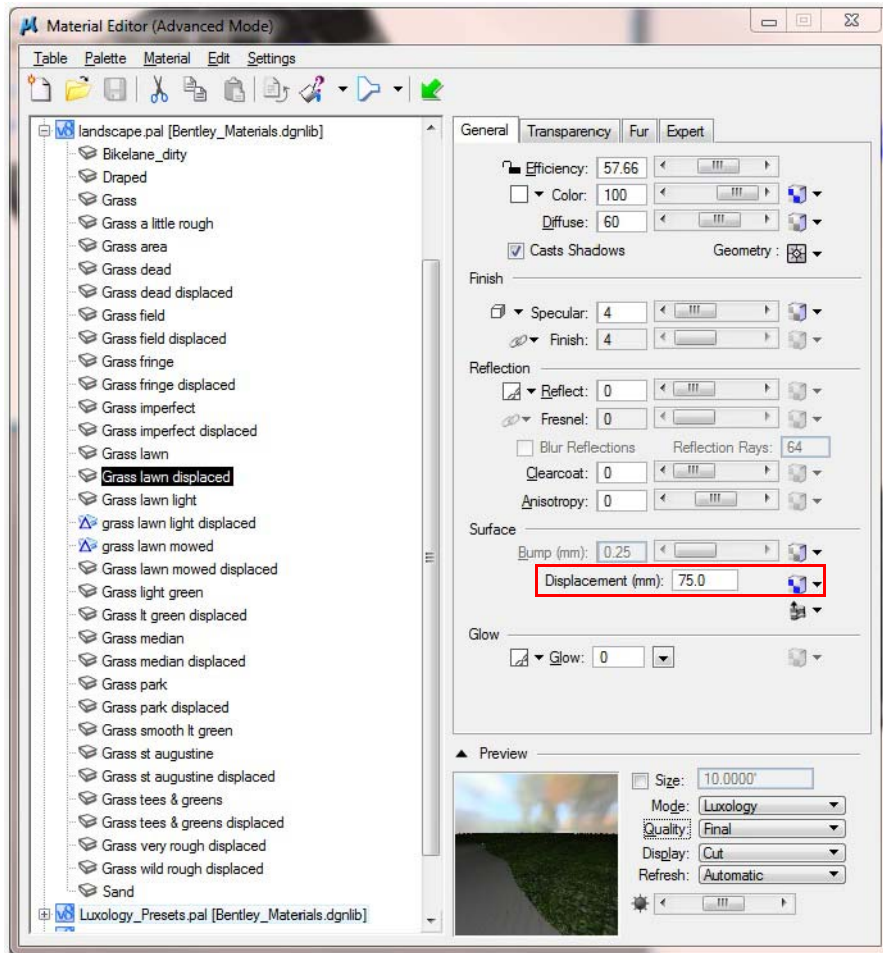 Material Editor (Advanced Mode)
Table Palette Material Edit Settings
landscape.pal [Bentley_Materials.dgnlib]
Bikelane_dirty
Draped
Grass
Grass a little rough
Grass area
Grass dead
Grass dead displaced
Grass field
Grass field displaced
Grass fringe
Grass fringe displaced
Grass imperfect
Grass imperfect displaced
Grass lawn
Grass lawn displaced
Grass lawn light
grass lawn light displaced
grass lawn mowed
Grass lawn mowed displaced
Grass light green
Grass lt green displaced
Grass median
Grass median displaced
Grass park
Grass park displaced
Grass smooth lt green
Grass st augustine
Grass st augustine displaced
Grass tees & greens
Grass tees & greens displaced
Grass very rough displaced
Grass wild rough displaced
Sand
Luxology_Presets.pal [Bentley_Materials.dgnlib]
General Transparency Fur Expert
Efficiency: 57.66
Color: 100
Diffuse: 60
Casts Shadows Geometry :
Finish
Specular: 4
Finish: 4
Reflection
Reflect: 0
Fresnel: 0
Blur Reflections Reflection Rays: 64
Clearcoat: 0
Anisotropy: 0
Surface
Bump (mm): 0.25
Displacement (mm): 75.0
Glow
Glow: 0
Preview
Size: 10.0000'
Mode: Luxology
Quality: Final
Display: Cut
Refresh: Automatic